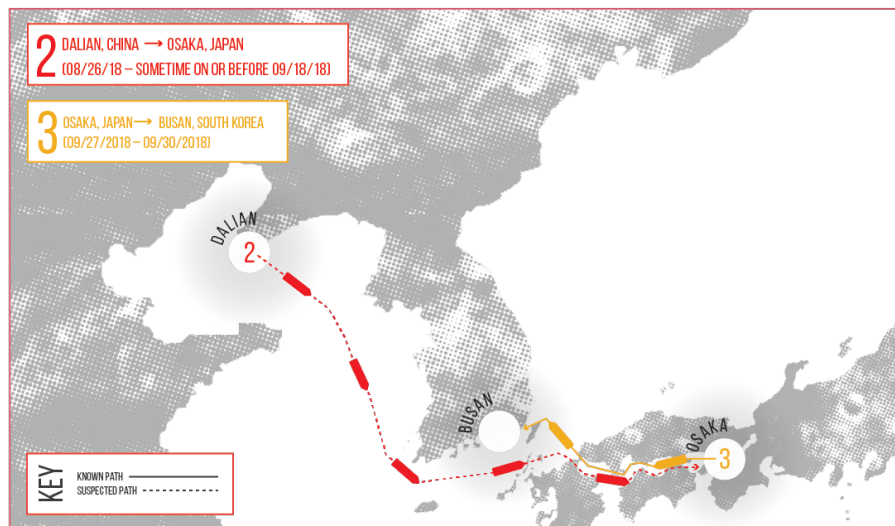 2
DALIAN, CHINA → OSAKA, JAPAN
(08/26/18 – SOMETIME ON OR BEFORE 09/18/18)
3
OSAKA, JAPAN → BUSAN, SOUTH KOREA
(09/27/2018 – 09/30/2018)
DALIAN
2
BUSAN
OSAKA
3
KEY
KNOWN PATH
SUSPECTED PATH